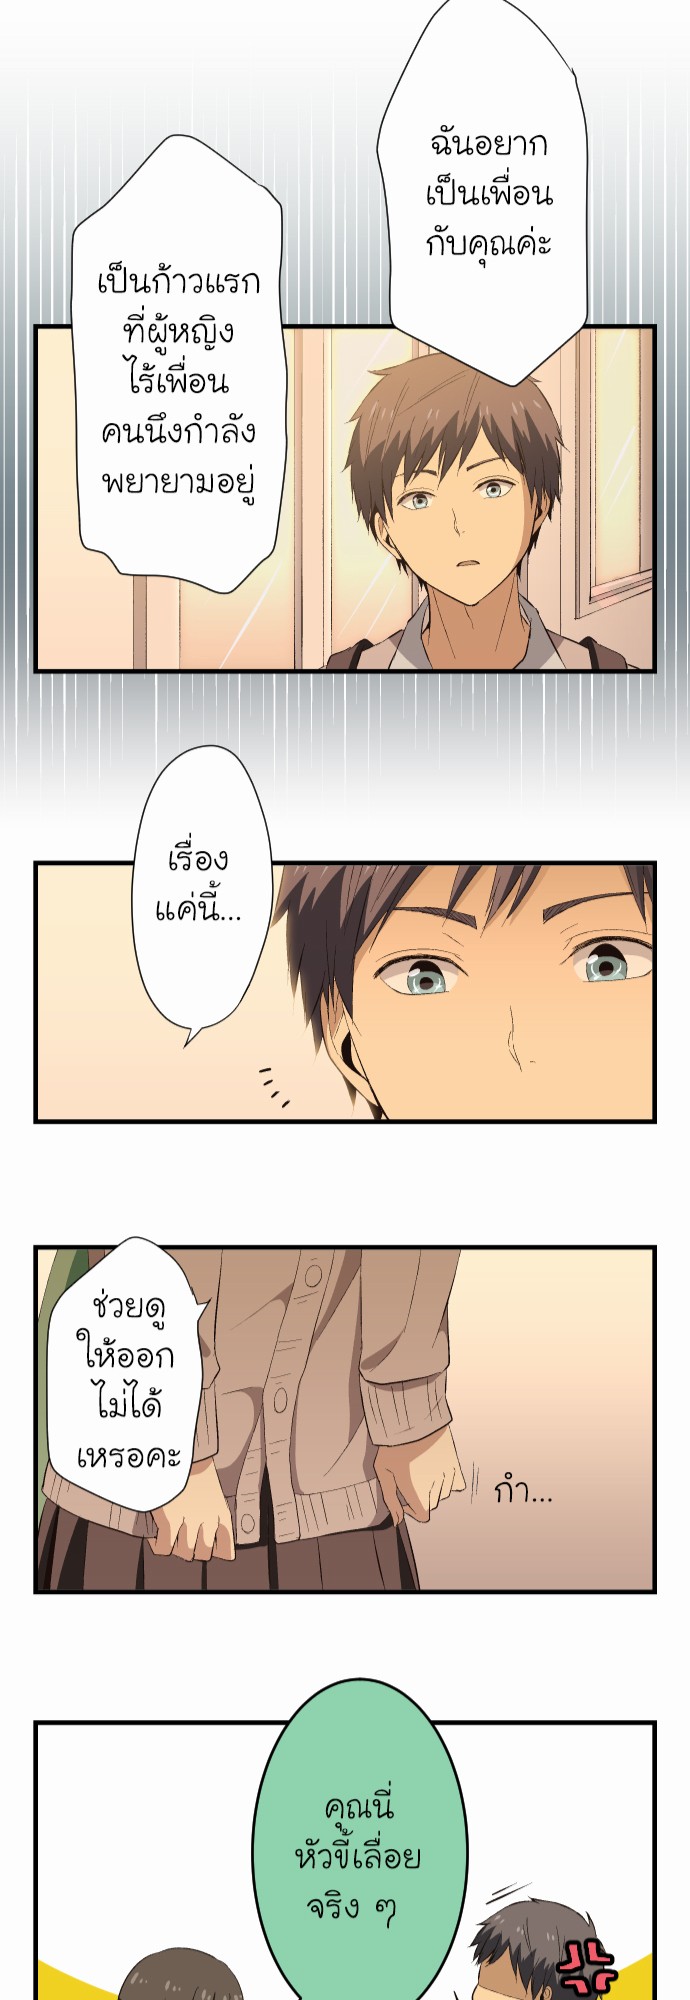 ฉันอยาก
เป็นเพื่อน
กับคุณค่ะ
เป็นก้าวแรก
ที่ผู้หญิง
ไร้เพื่อน
คนนึงกำลัง
พยายามอยู่
เรื่อง
แค่นี้...
ช่วยดู
ให้ออก
ไม่ได้
เหรอคะ
กำ...
คุณนี่
หัวขี้เลื่อย
จริง ๆ